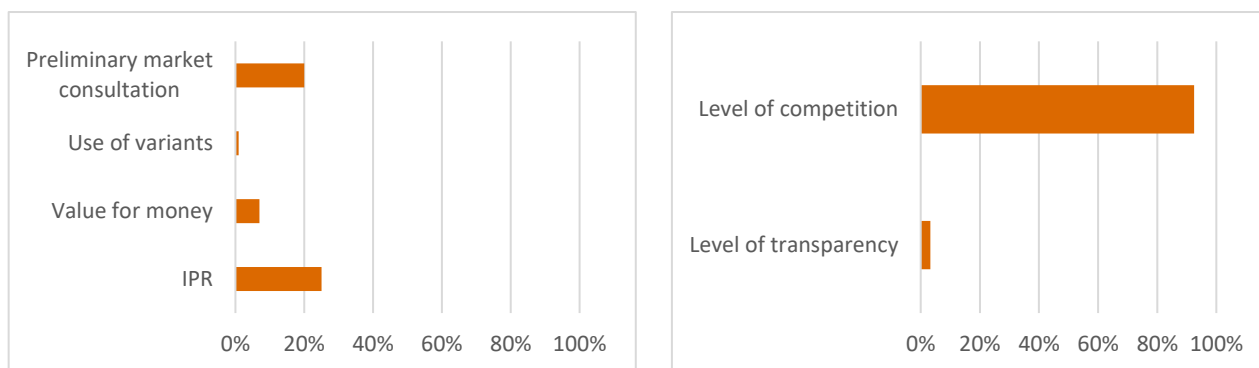 Preliminary market
consultation
Use of variants
Value for money
IPR
0% 20% 40% 60% 80% 100%
Level of competition
Level of transparency
0% 20% 40% 60% 80% 100%